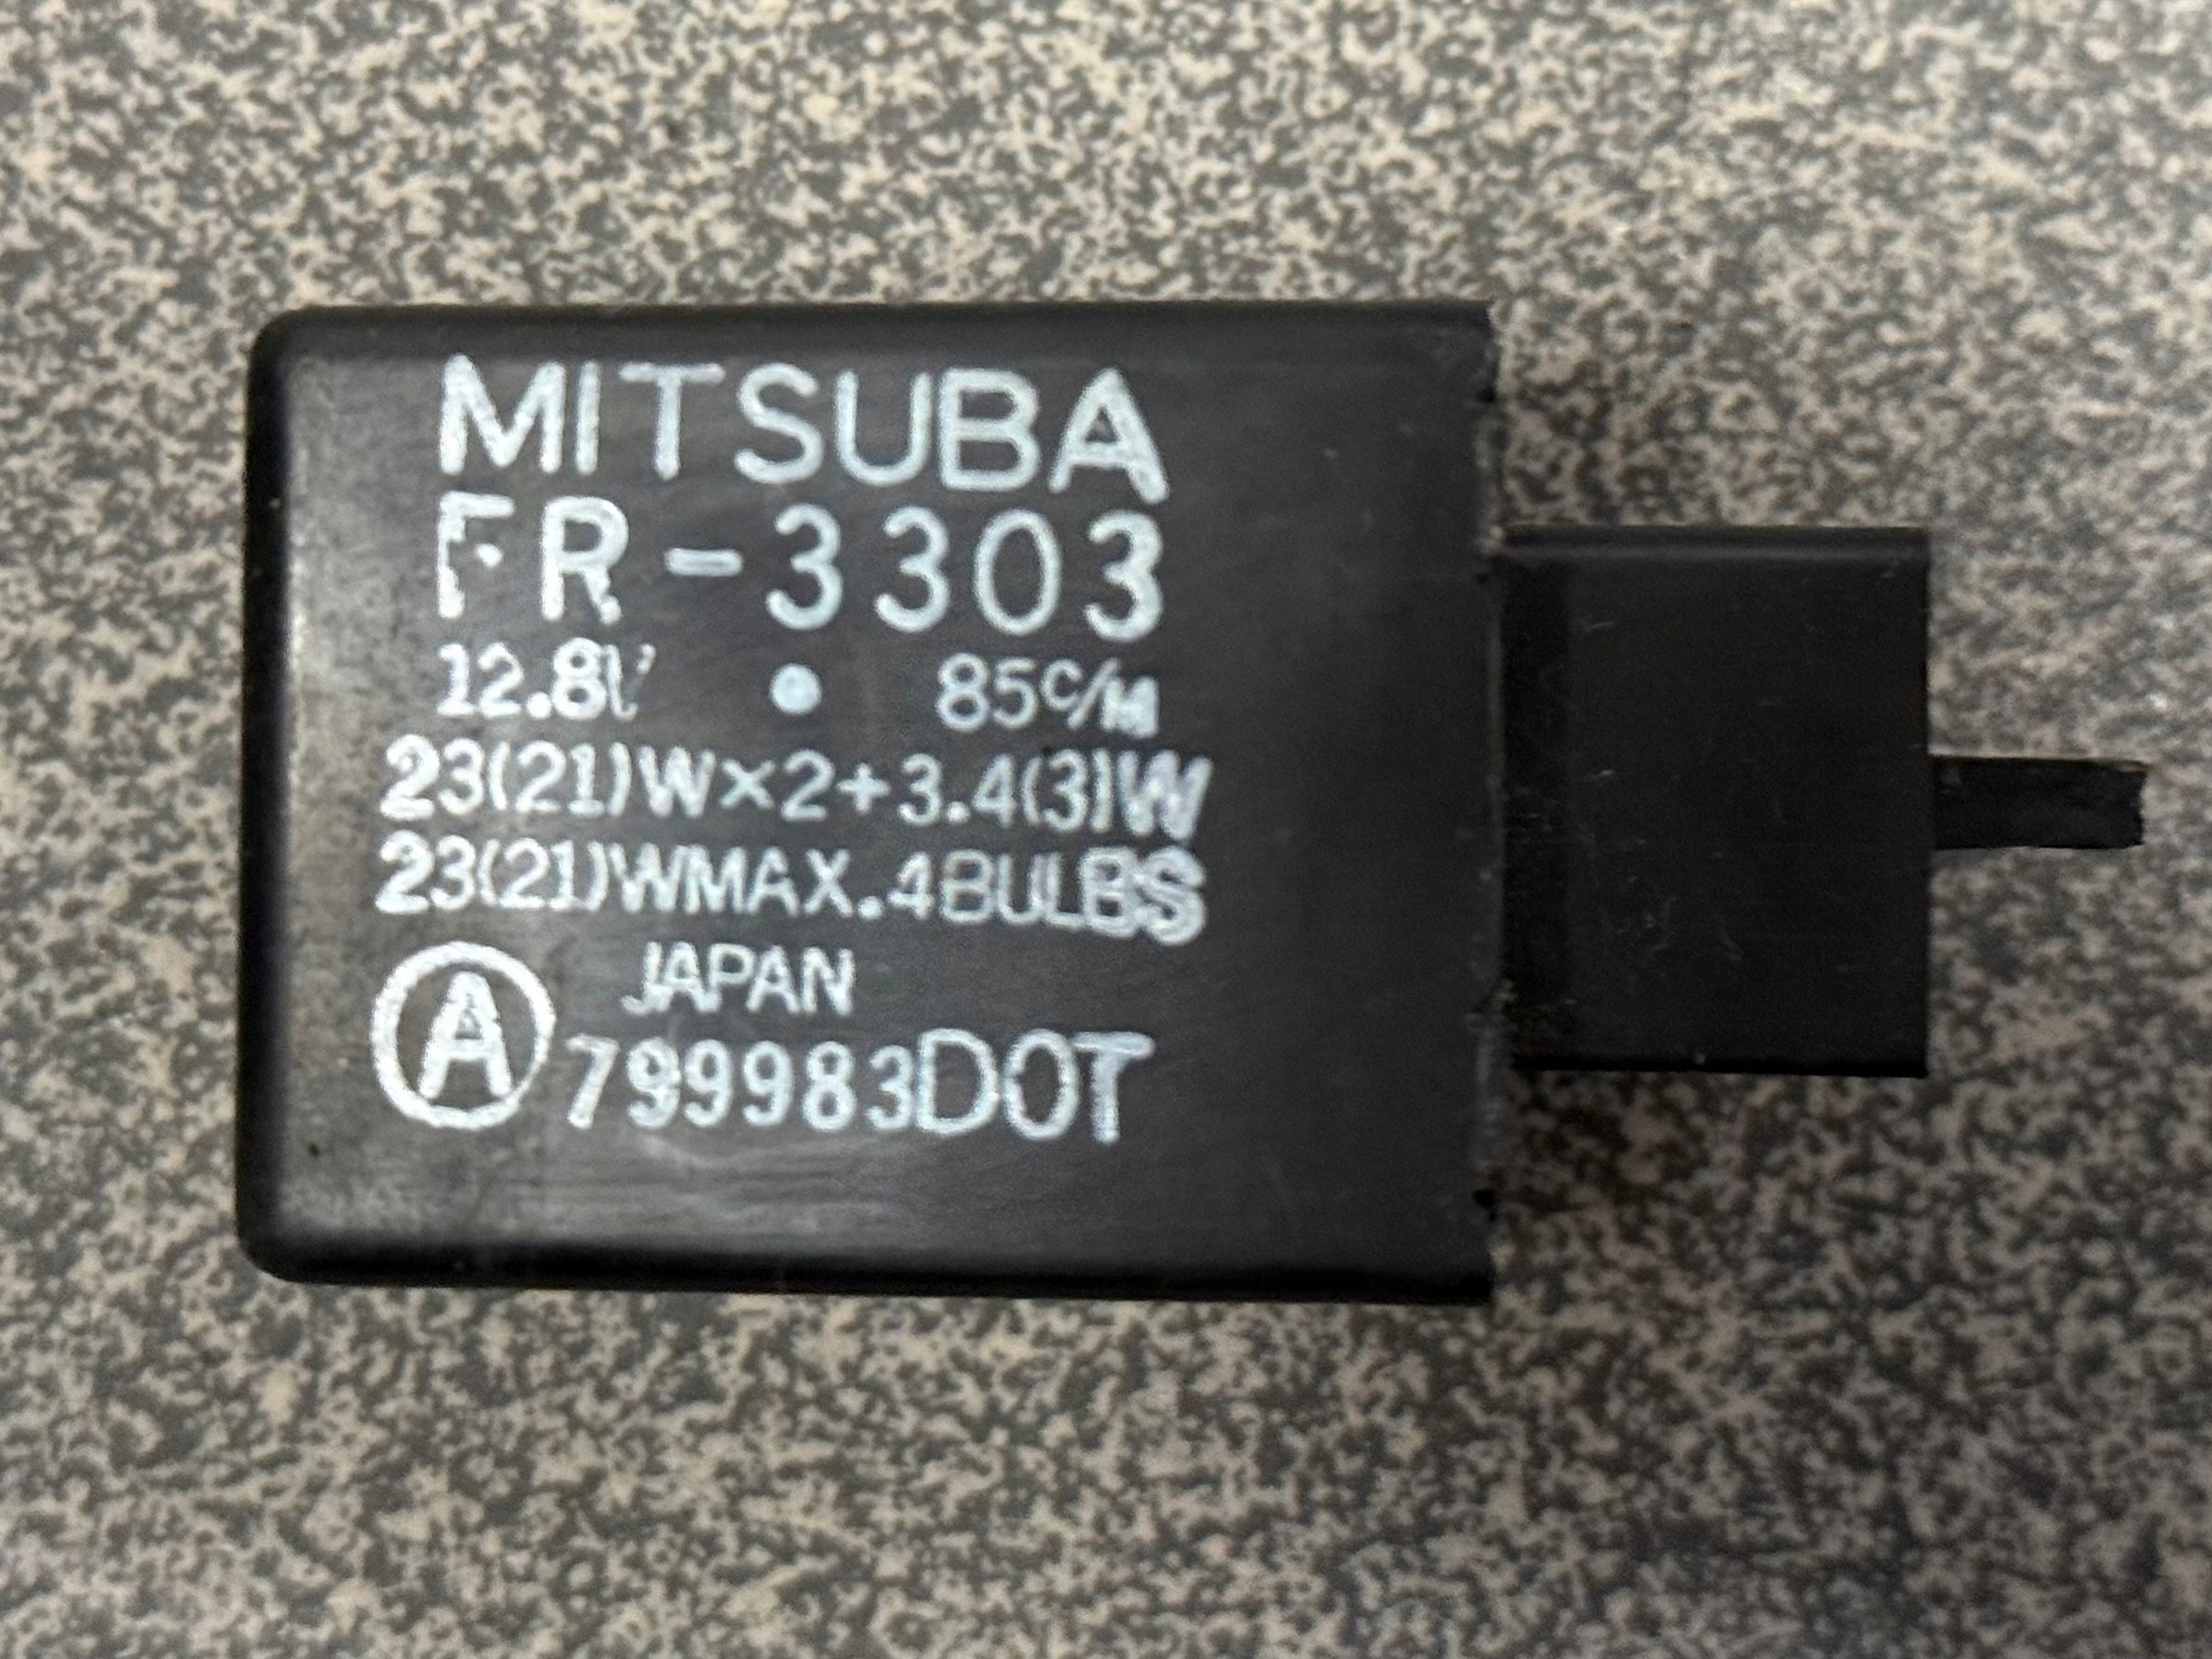 MITSUBA
FR-3303
12.8V • 85c/M
23(21)W×2+3.4(3)W
23(21)WMAX.4BULBS
JAPAN
Ⓐ 799983DOT